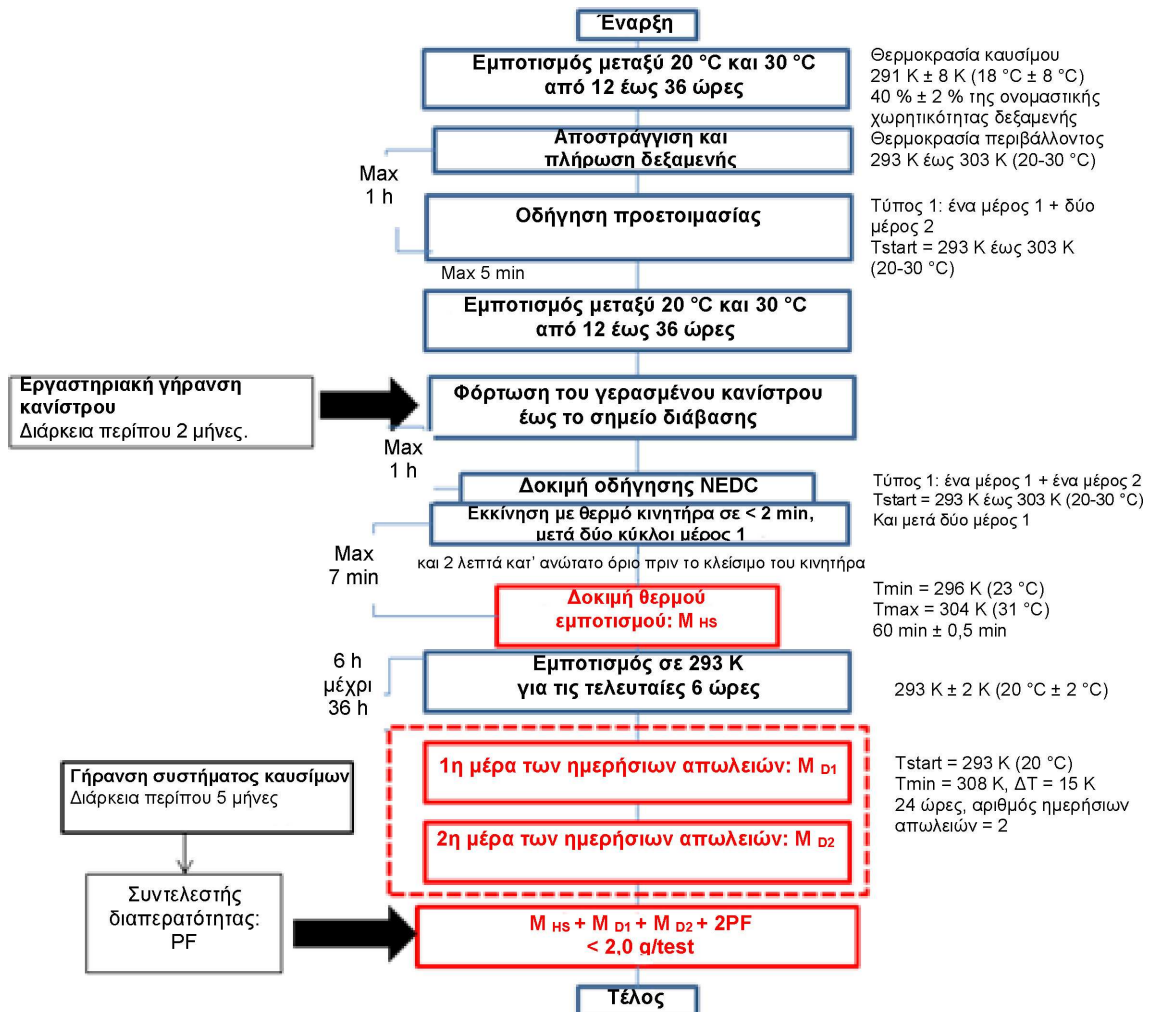 Έναρξη
Εμποτισμός μεταξύ 20 °C και 30 °C
από 12 έως 36 ώρες
Θερμοκρασία καυσίμου
291 K ± 8 K (18 °C ± 8 °C)
40 % ± 2 % της ονομαστικής
χωρητικότητας δεξαμενής
Θερμοκρασία περιβάλλοντος
293 K έως 303 K (20-30 °C)
Αποστράγγιση και
πλήρωση δεξαμενής
Max
1 h
Οδήγηση προετοιμασίας
Τύπος 1: ένα μέρος 1 + δύο
μέρος 2
Tstart = 293 K έως 303 K
(20-30 °C)
Max 5 min
Εμποτισμός μεταξύ 20 °C και 30 °C
από 12 έως 36 ώρες
Εργαστηριακή γήρανση
κανίστρου
Διάρκεια περίπου 2 μήνες.
Φόρτωση του γερασμένου κανίστρου
έως το σημείο διάβασης
Max
1 h
Δοκιμή οδήγησης NEDC
Τύπος 1: ένα μέρος 1 + ένα μέρος 2
Tstart = 293 K έως 303 K (20-30 °C)
Και μετά δύο μέρος 1
Εκκίνηση με θερμό κινητήρα σε < 2 min,
μετά δύο κύκλοι μέρος 1
Max
7 min
και 2 λεπτά κατ’ ανώτατο όριο πριν το κλείσιμο του κινητήρα
Δοκιμή θερμού
εμποτισμού: M HS
Tmin = 296 K (23 °C)
Tmax = 304 K (31 °C)
60 min ± 0,5 min
6 h
μέχρι
36 h
Εμποτισμός σε 293 K
για τις τελευταίες 6 ώρες
293 K ± 2 K (20 °C ± 2 °C)
1η μέρα των ημερήσιων απωλειών: M D1
Tstart = 293 K (20 °C)
Tmin = 308 K, ΔT = 15 K
24 ώρες, αριθμός ημερήσιων
απωλειών = 2
Γήρανση συστήματος καυσίμων
Διάρκεια περίπου 5 μήνες
2η μέρα των ημερήσιων απωλειών: M D2
Συντελεστής
διαπερατότητας:
PF
M HS + M D1 + M D2 + 2PF
< 2,0 g/test
Τέλος